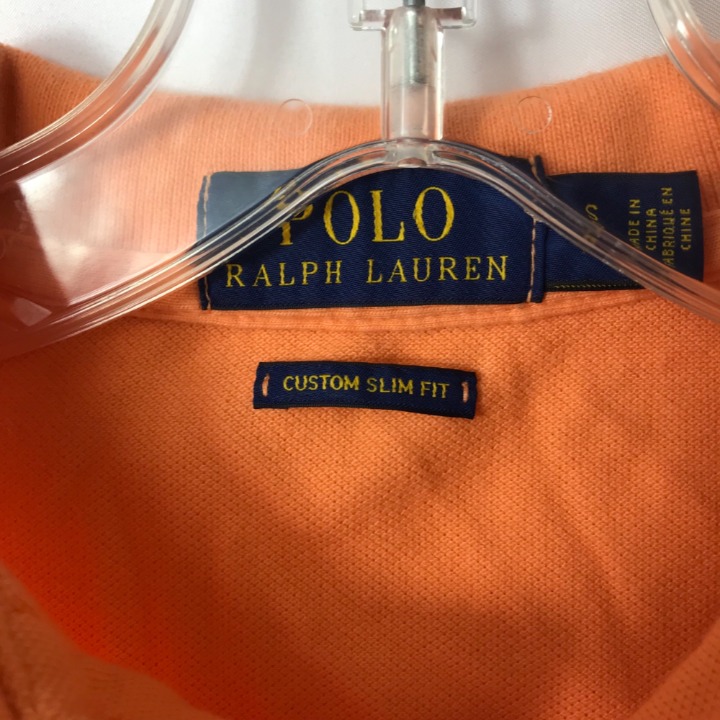 POLO
RALPH LAUREN
S
MADE IN
CHINA
FABRIQUÉ EN
CHINE
CUSTOM SLIM FIT